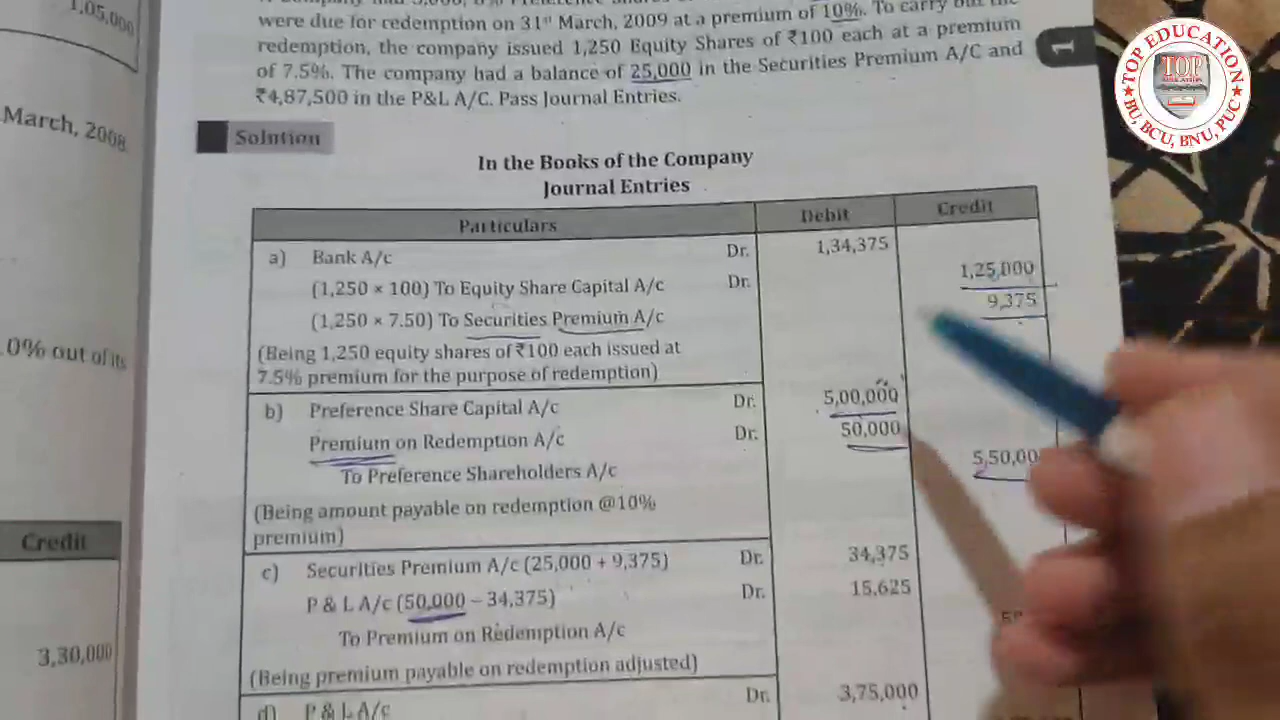 1,05,000
March, 2008
.0% out of its
Credit
3,30,000
were due for redemption on 31st March, 2009 at a premium of 10%. To carry out the
redemption, the company issued 1,250 Equity Shares of ₹100 each at a premium
of 7.5%. The company had a balance of 25,000 in the Securities Premium A/C and
₹4,87,500 in the P&L A/C. Pass Journal Entries.
1
Solution
In the Books of the Company
Journal Entries
Particulars Debit Credit
a) Bank A/c Dr. 1,34,375
(1,250 × 100) To Equity Share Capital A/c Dr. 1,25,000
(1,250 × 7.50) To Securities Premium A/c 9,375
(Being 1,250 equity shares of ₹100 each issued at
7.5% premium for the purpose of redemption)
b) Preference Share Capital A/c Dr. 5,00,000
Premium on Redemption A/c Dr. 50,000
To Preference Shareholders A/c 5,50,00
(Being amount payable on redemption @10%
premium)
c) Securities Premium A/c (25,000 + 9,375) Dr. 34,375
P & L A/c (50,000 – 34,375) Dr. 15,625
To Premium on Redemption A/c
(Being premium payable on redemption adjusted)
d) P & L A/c Dr. 3,75,000
TOP EDUCATION
TOP
BU, BCU, BNU, PUC